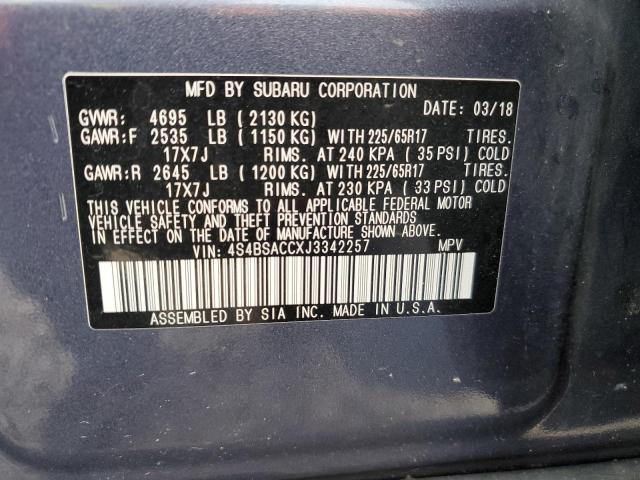 MFD BY SUBARU CORPORATION
DATE: 03/18
GVWR: 4695 LB (2130 KG)
GAWR:F 2535 LB (1150 KG) WITH 225/65R17 TIRES.
17X7J RIMS. AT 240 KPA (35 PSI) COLD
GAWR:R 2645 LB (1200 KG) WITH 225/65R17 TIRES.
17X7J RIMS. AT 230 KPA (33 PSI) COLD
THIS VEHICLE CONFORMS TO ALL APPLICABLE FEDERAL MOTOR
VEHICLE SAFETY AND THEFT PREVENTION STANDARDS
IN EFFECT ON THE DATE OF MANUFACTURE SHOWN ABOVE.
VIN: 4S4BSACCXJ3342257 MPV
ASSEMBLED BY SIA INC. MADE IN U.S.A.